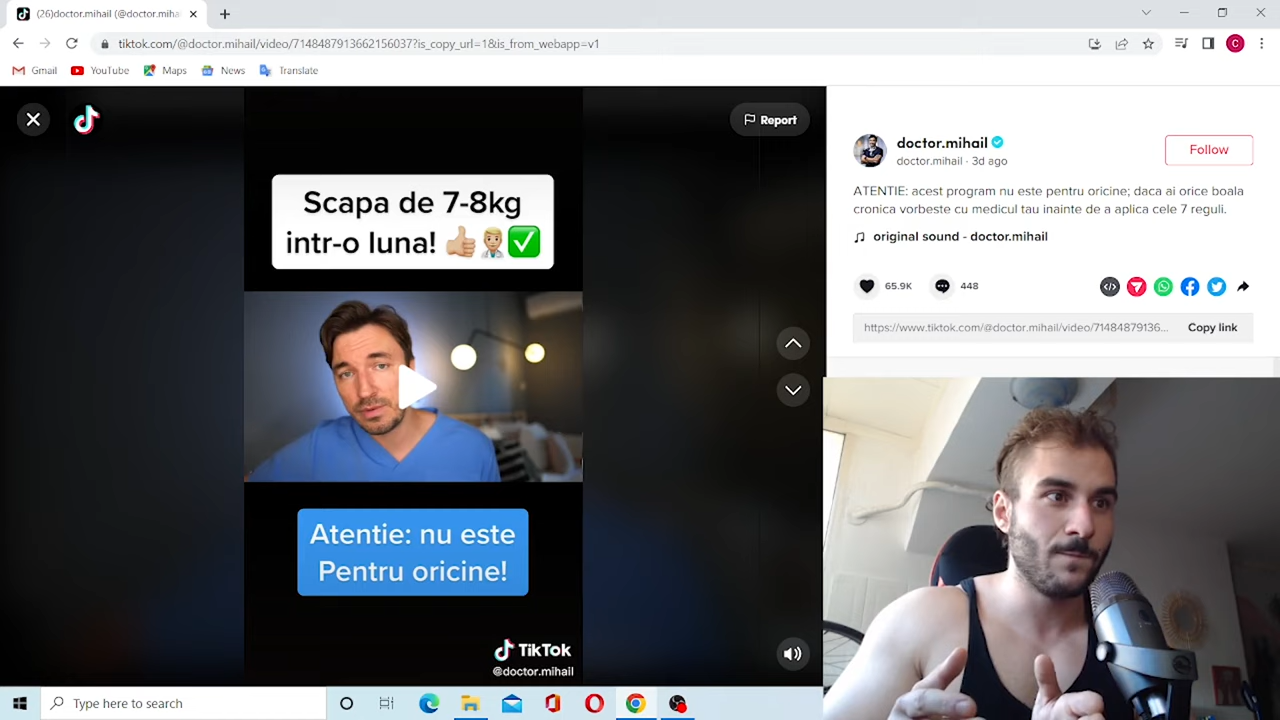 (26)doctor.mihail (@doctor.miha
tiktok.com/@doctor.mihail/video/7148487913662156037?is_copy_url=1&is_from_webapp=v1
C
Gmail
YouTube
Maps
News
Translate
Report
Scapa de 7-8kg
intr-o luna! 👍🏼👨🏼‍⚕️✅
Atentie: nu este
Pentru oricine!
TikTok
@doctor.mihail
doctor.mihail
doctor.mihail · 3d ago
Follow
ATENTIE: acest program nu este pentru oricine; daca ai orice boala
cronica vorbeste cu medicul tau inainte de a aplica cele 7 reguli.
original sound - doctor.mihail
65.9K
448
https://www.tiktok.com/@doctor.mihail/video/71484879136...
Copy link
Type here to search